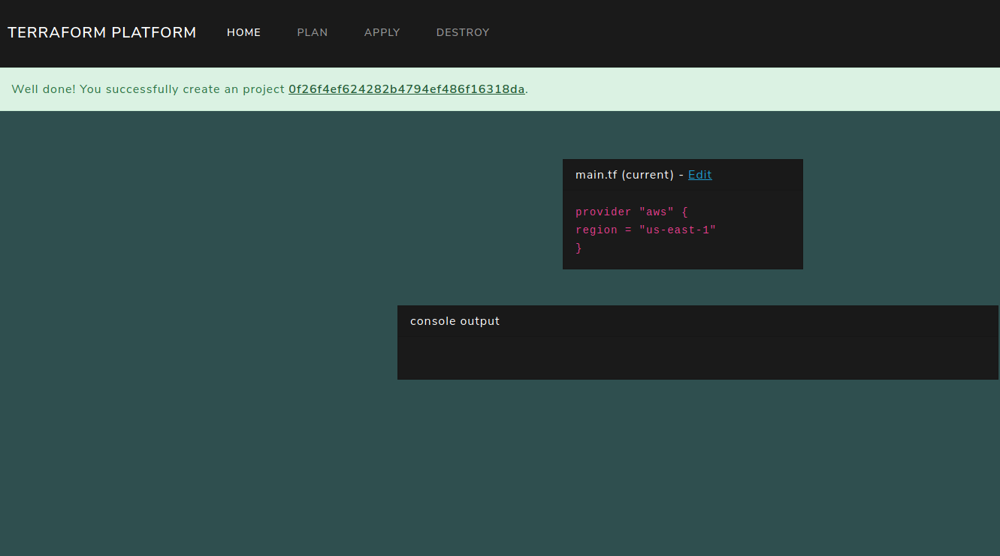 TERRAFORM PLATFORM HOME PLAN APPLY DESTROY
Well done! You successfully create an project 0f26f4ef624282b4794ef486f16318da.
main.tf (current) - Edit
provider "aws" {
region = "us-east-1"
}
console output